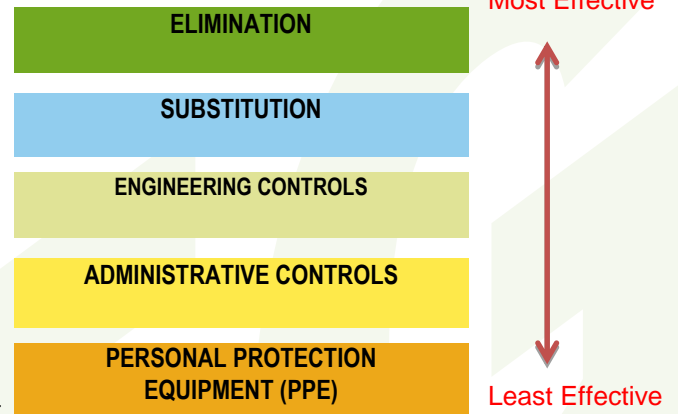 Most Effective
ELIMINATION
SUBSTITUTION
ENGINEERING CONTROLS
ADMINISTRATIVE CONTROLS
PERSONAL PROTECTION
EQUIPMENT (PPE)
Least Effective